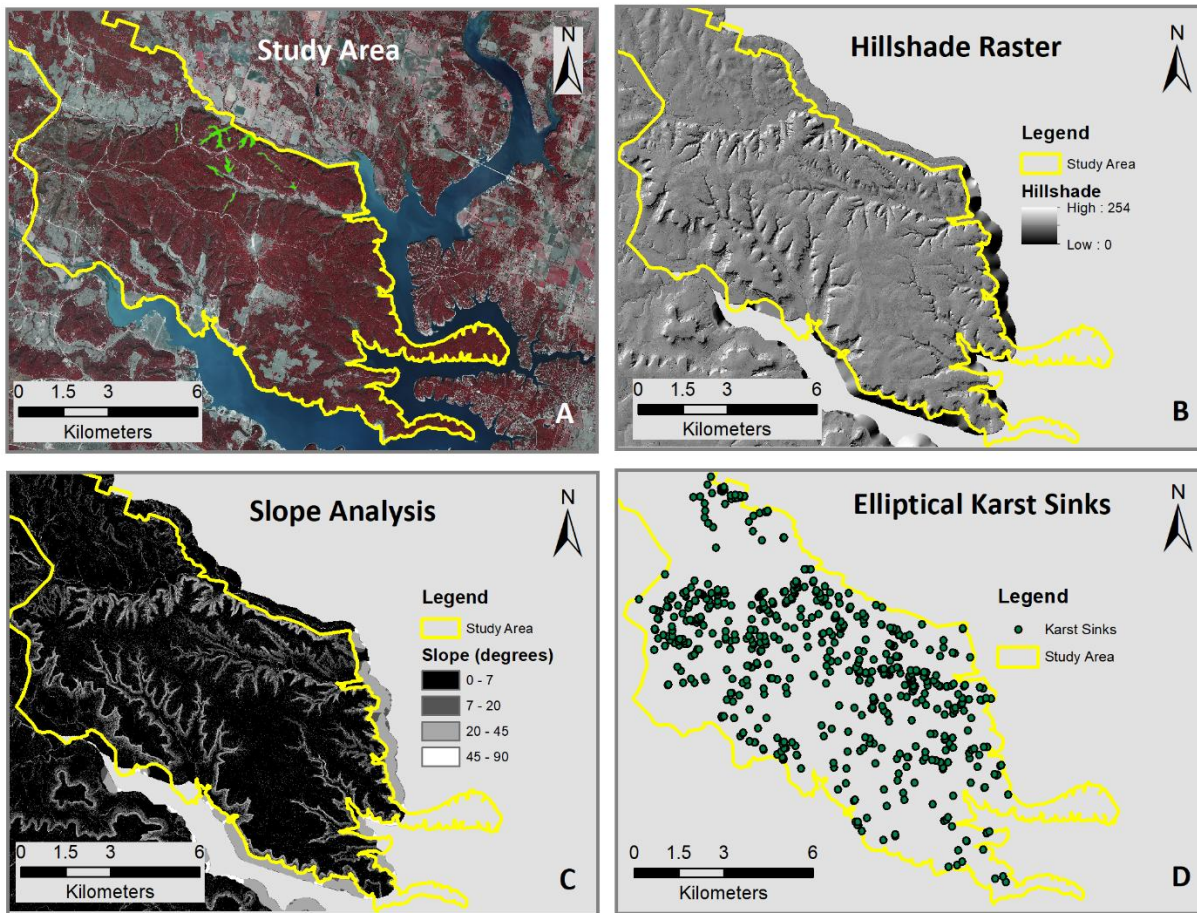 Study Area
N
0 1.5 3 6
Kilometers
A
Hillshade Raster
N
Legend
Study Area
Hillshade
High : 254
Low : 0
0 1.5 3 6
Kilometers
B
Slope Analysis
N
Legend
Study Area
Slope (degrees)
0 - 7
7 - 20
20 - 45
45 - 90
0 1.5 3 6
Kilometers
C
Elliptical Karst Sinks
N
Legend
Karst Sinks
Study Area
0 1.5 3 6
Kilometers
D